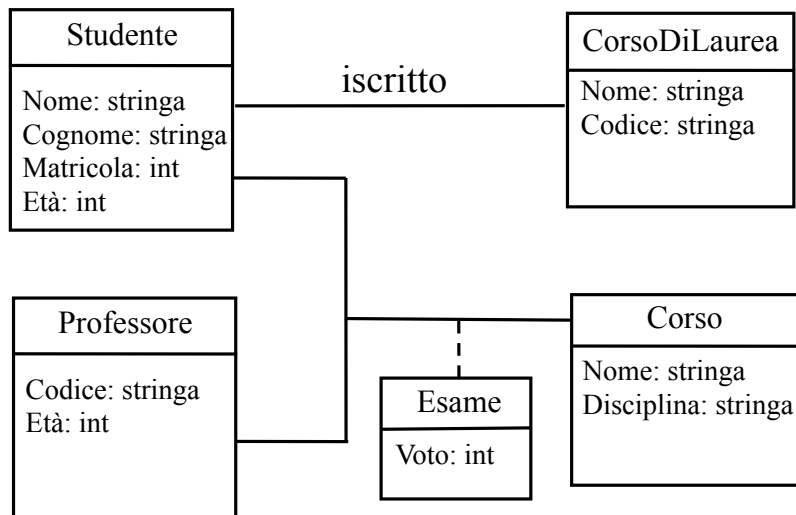 Studente
Nome: stringa
Cognome: stringa
Matricola: int
Età: int
iscritto
CorsoDiLaurea
Nome: stringa
Codice: stringa
Professore
Codice: stringa
Età: int
Esame
Voto: int
Corso
Nome: stringa
Disciplina: stringa